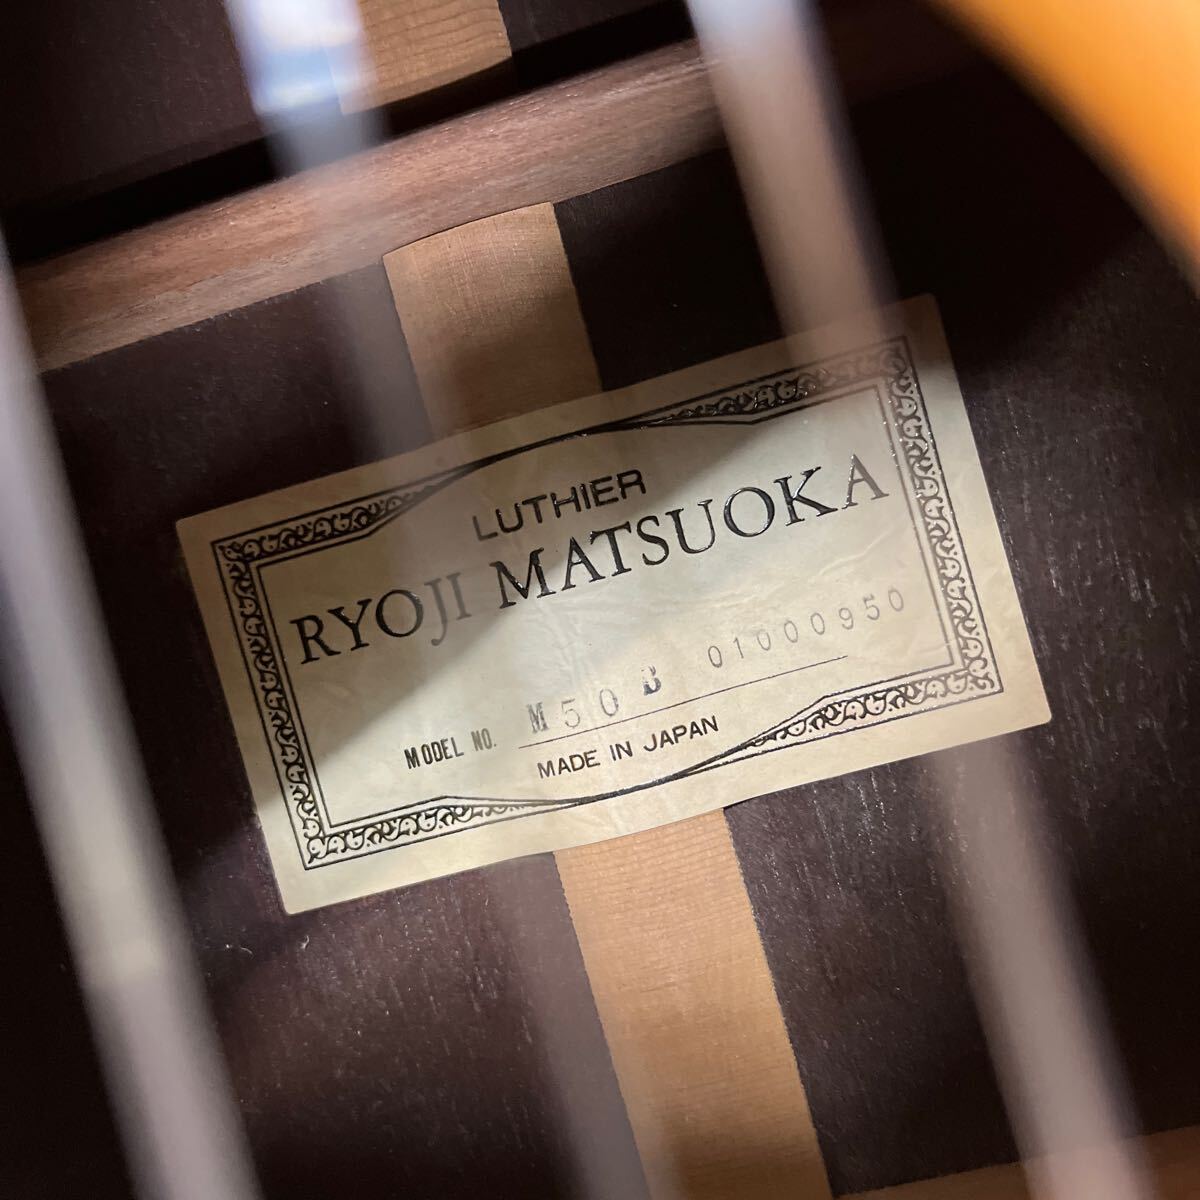 LUTHIER
RYOJI MATSUOKA
MODEL NO. M50B 01000950
MADE IN JAPAN